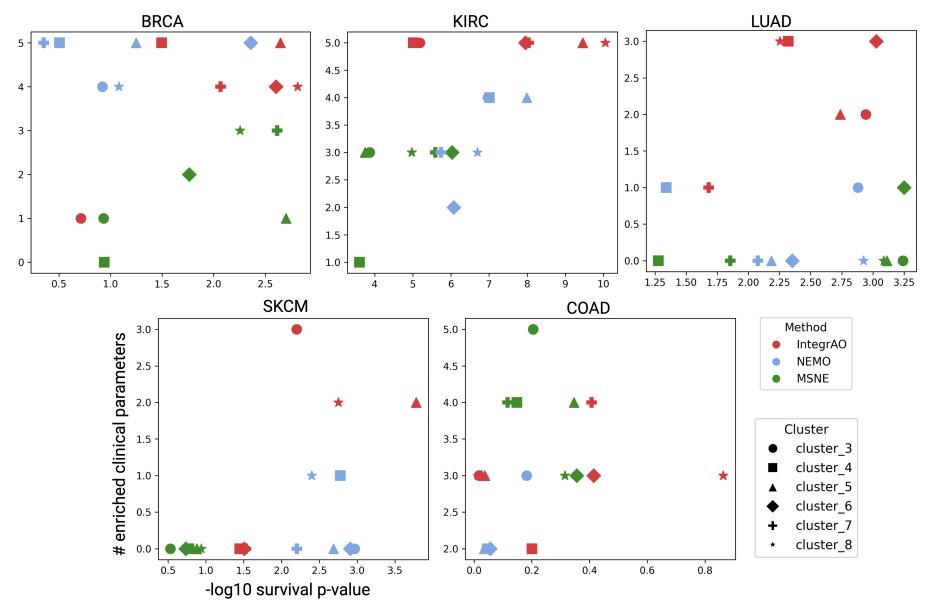 BRCA
5
4
3
2
1
0
0.5 1.0 1.5 2.0 2.5
KIRC
5.0
4.5
4.0
3.5
3.0
2.5
2.0
1.5
1.0
4 5 6 7 8 9 10
LUAD
3.0
2.5
2.0
1.5
1.0
0.5
0.0
1.25 1.50 1.75 2.00 2.25 2.50 2.75 3.00 3.25
SKCM
# enriched clinical parameters
3.0
2.5
2.0
1.5
1.0
0.5
0.0
0.5 1.0 1.5 2.0 2.5 3.0 3.5
-log10 survival p-value
COAD
5.0
4.5
4.0
3.5
3.0
2.5
2.0
0.0 0.2 0.4 0.6 0.8
Method
IntegrAO
NEMO
MSNE
Cluster
cluster_3
cluster_4
cluster_5
cluster_6
cluster_7
cluster_8